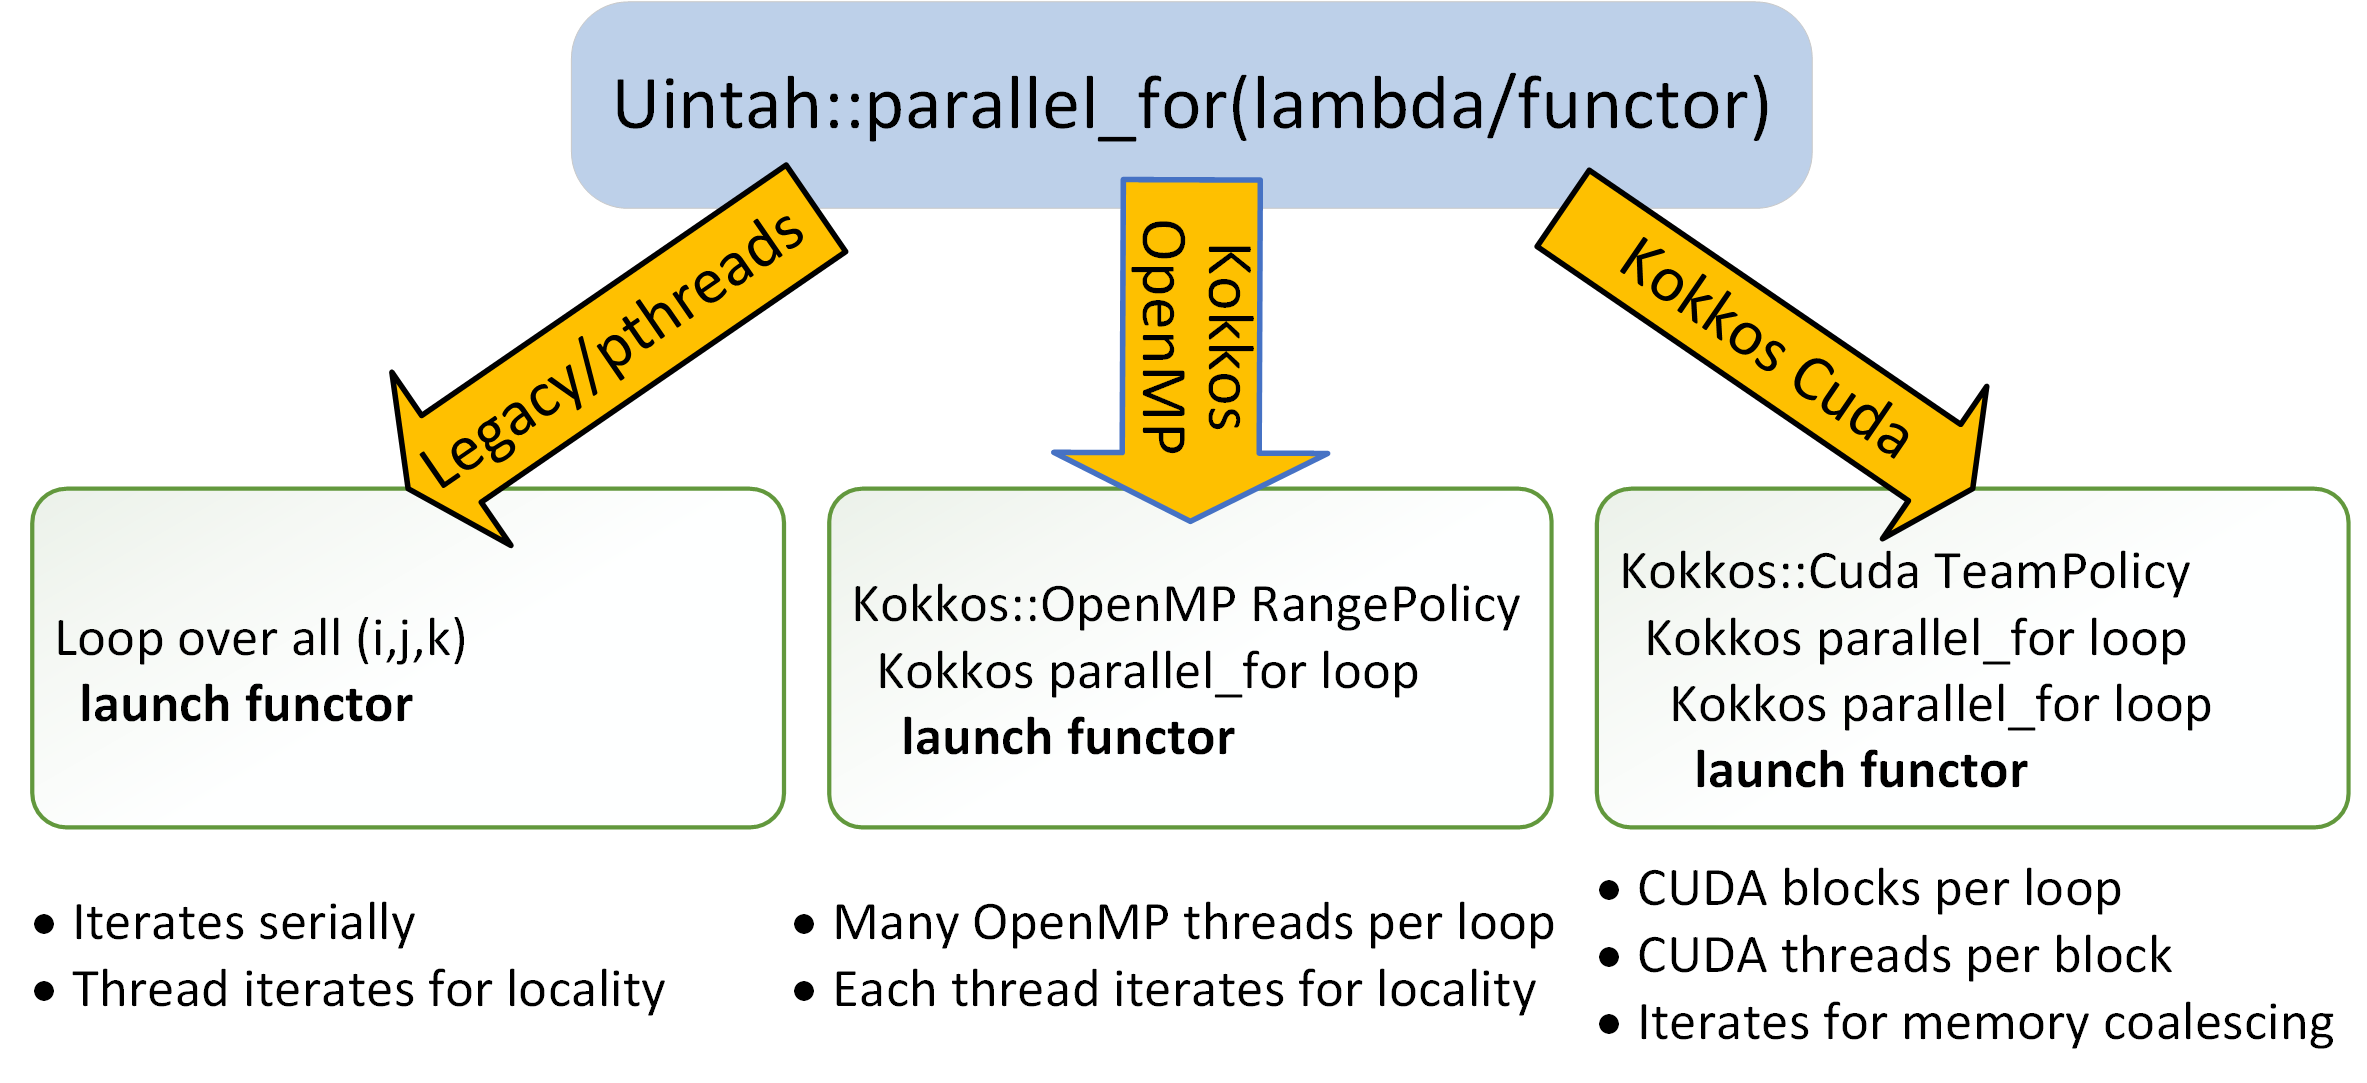 Uintah::parallel_for(lambda/functor)
Legacy/pthreads
Kokkos
OpenMP
Kokkos Cuda
Loop over all (i,j,k)
launch functor
Kokkos::OpenMP RangePolicy
Kokkos parallel_for loop
launch functor
Kokkos::Cuda TeamPolicy
Kokkos parallel_for loop
Kokkos parallel_for loop
launch functor
• Iterates serially
• Thread iterates for locality
• Many OpenMP threads per loop
• Each thread iterates for locality
• CUDA blocks per loop
• CUDA threads per block
• Iterates for memory coalescing